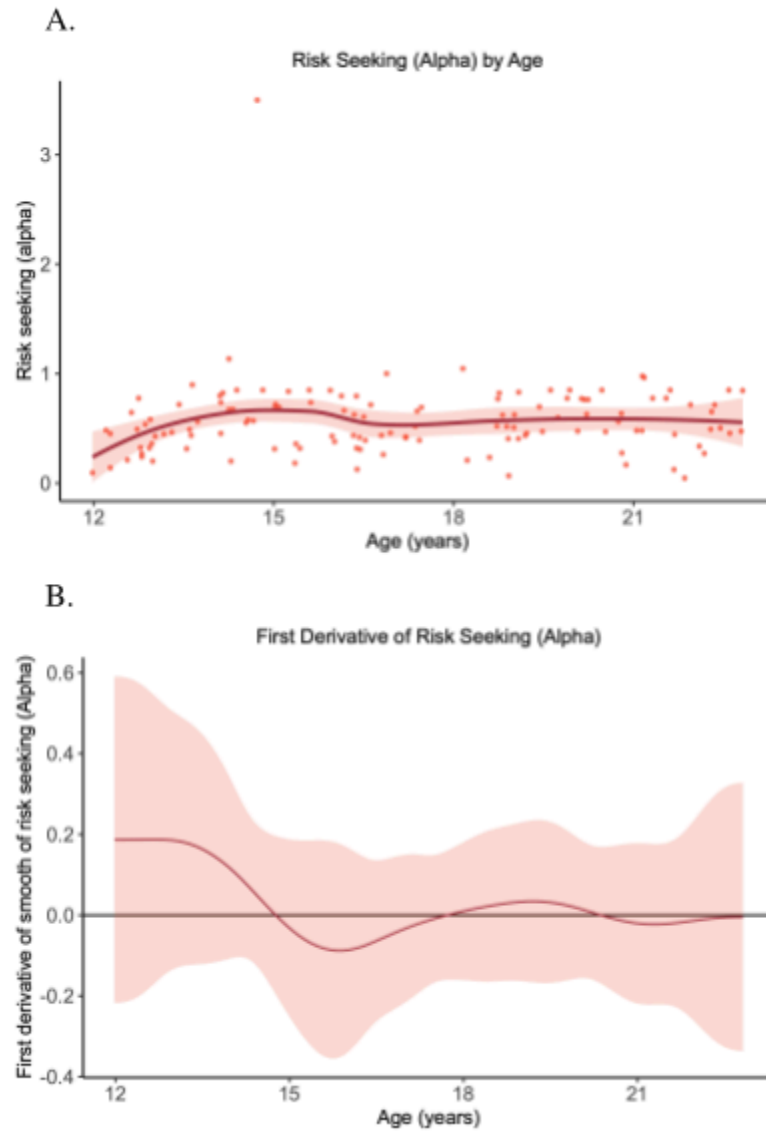 A.
Risk Seeking (Alpha) by Age
Risk seeking (alpha)
3
2
1
0
12 15 18 21
Age (years)
B.
First Derivative of Risk Seeking (Alpha)
First derivative of smooth of risk seeking (Alpha)
0.6
0.4
0.2
0.0
-0.2
-0.4
12 15 18 21
Age (years)